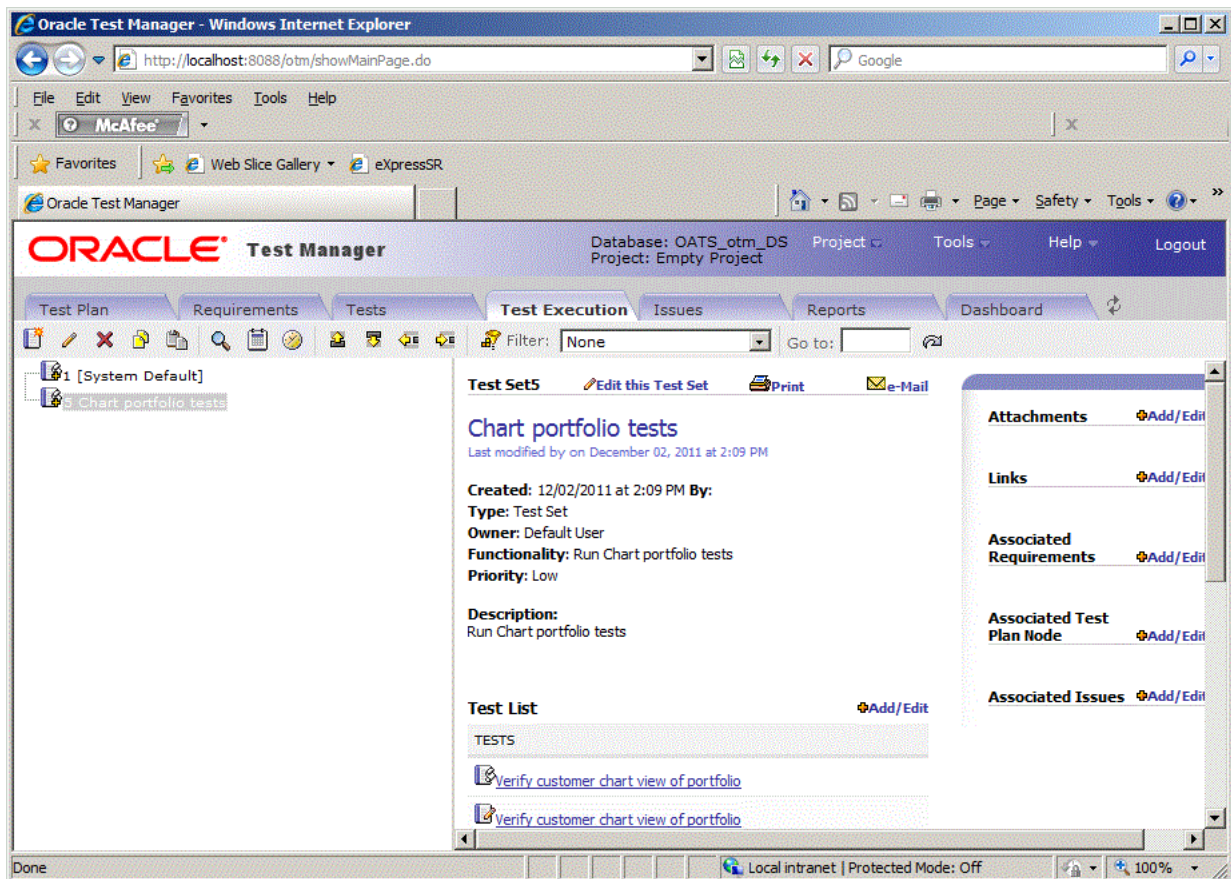 Oracle Test Manager - Windows Internet Explorer
http://localhost:8088/otm/showMainPage.do
Google
File Edit View Favorites Tools Help
McAfee
Favorites Web Slice Gallery eXpressSR
Oracle Test Manager
Page Safety Tools
ORACLE Test Manager
Database: OATS_otm_DS Project Tools Help Logout
Project: Empty Project
Test Plan Requirements Tests Test Execution Issues Reports Dashboard
Filter: None Go to:
1 [System Default]
5 Chart portfolio tests
Test Set5 Edit this Test Set Print e-Mail
Chart portfolio tests
Last modified by on December 02, 2011 at 2:09 PM
Created: 12/02/2011 at 2:09 PM By:
Type: Test Set
Owner: Default User
Functionality: Run Chart portfolio tests
Priority: Low
Description:
Run Chart portfolio tests
Test List Add/Edit
TESTS
Verify customer chart view of portfolio
Verify customer chart view of portfolio
Attachments Add/Edit
Links Add/Edit
Associated
Requirements Add/Edit
Associated Test
Plan Node Add/Edit
Associated Issues Add/Edit
Done Local intranet | Protected Mode: Off 100%